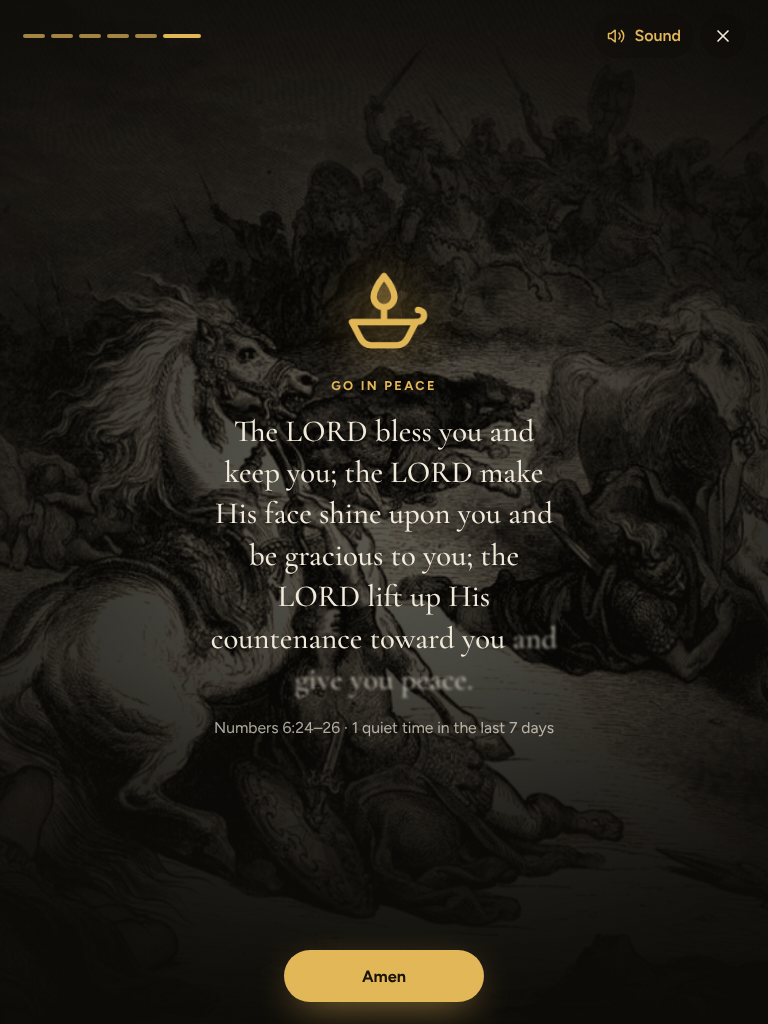 Sound
GO IN PEACE
The LORD bless you and
keep you; the LORD make
His face shine upon you and
be gracious to you; the
LORD lift up His
countenance toward you and
give you peace.
Numbers 6:24–26 · 1 quiet time in the last 7 days
Amen